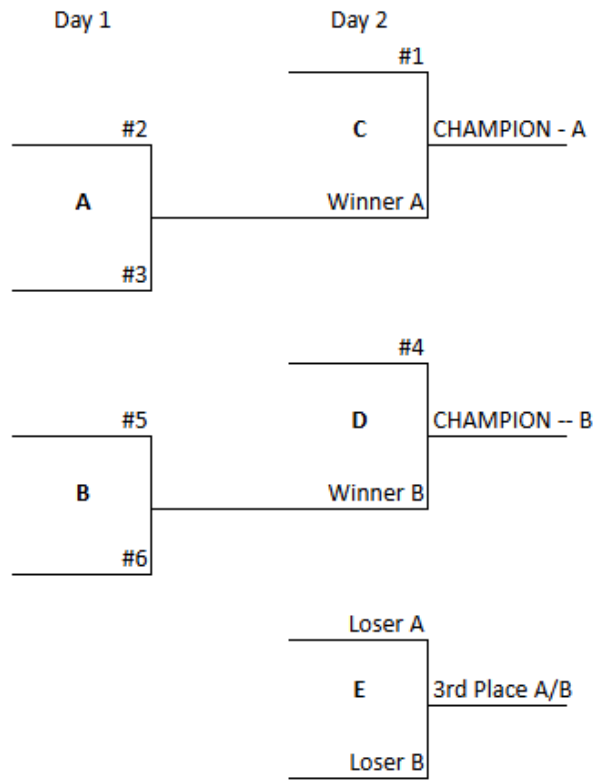 Day 1
Day 2
#1
#2
C
CHAMPION - A
A
Winner A
#3
#4
#5
D
CHAMPION -- B
B
Winner B
#6
Loser A
E
3rd Place A/B
Loser B